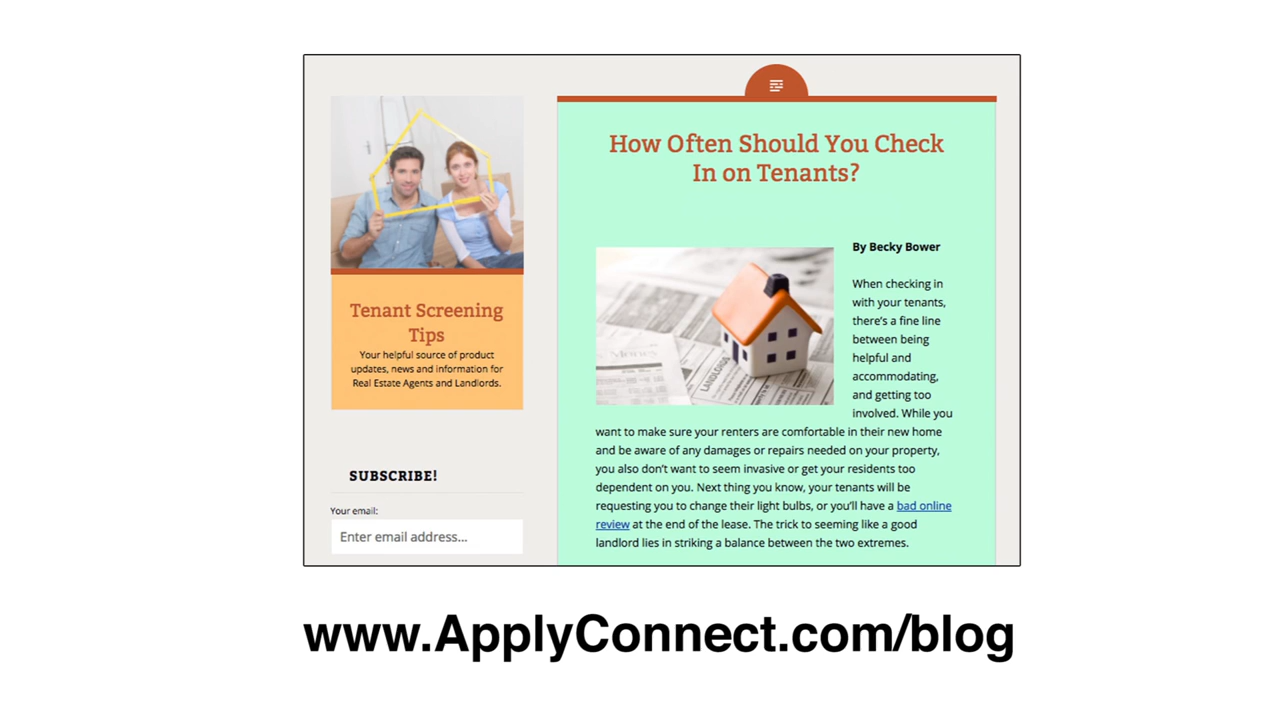 Tenant Screening
Tips
Your helpful source of product
updates, news and information for
Real Estate Agents and Landlords.
SUBSCRIBE!
Your email:
Enter email address...
How Often Should You Check
In on Tenants?
Money
LANDLORDS
By Becky Bower
When checking in
with your tenants,
there's a fine line
between being
helpful and
accommodating,
and getting too
involved. While you
want to make sure your renters are comfortable in their new home
and be aware of any damages or repairs needed on your property,
you also don't want to seem invasive or get your residents too
dependent on you. Next thing you know, your tenants will be
requesting you to change their light bulbs, or you'll have a bad online
review at the end of the lease. The trick to seeming like a good
landlord lies in striking a balance between the two extremes.
www.ApplyConnect.com/blog